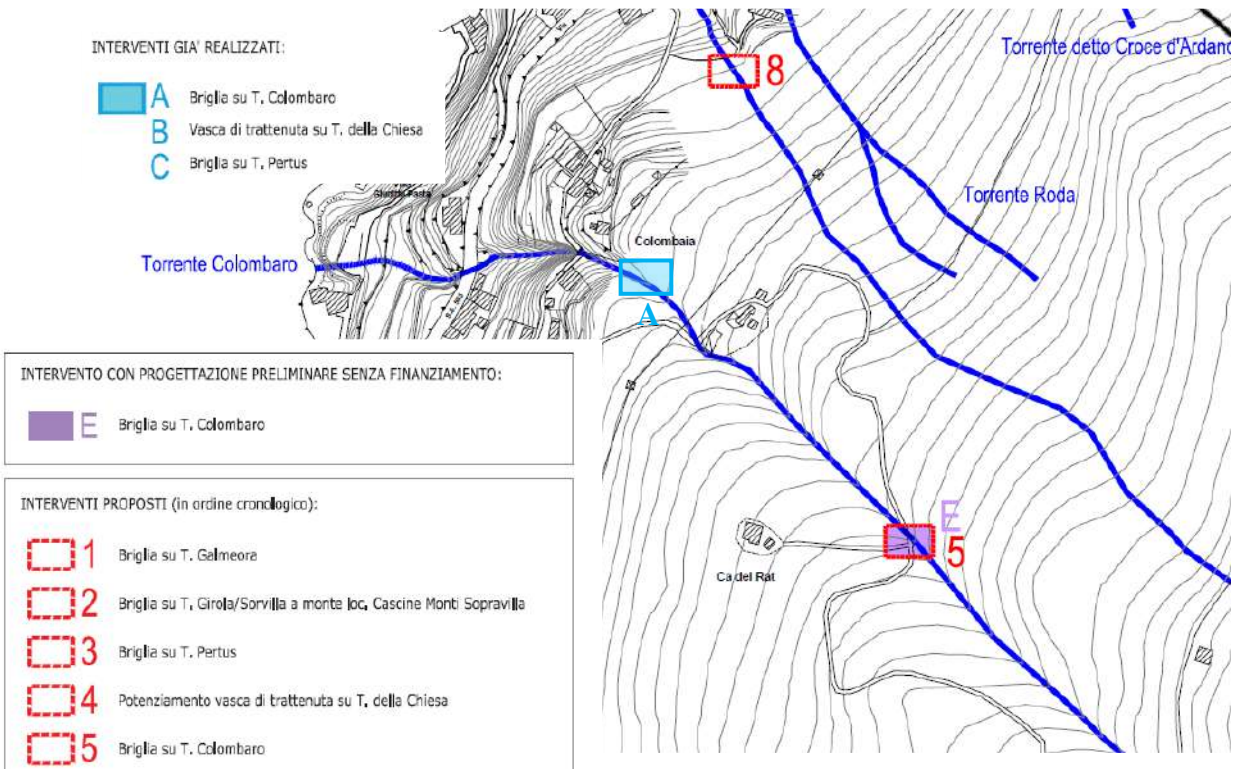 INTERVENTI GIA' REALIZZATI:
A Briglia su T. Colombaro
B Vasca di trattenuta su T. della Chiesa
C Briglia su T. Pertus
8
Torrente detto Croce d'Ardano
Torrente Roda
Colombaia
Torrente Colombaro
A
INTERVENTO CON PROGETTAZIONE PRELIMINARE SENZA FINANZIAMENTO:
E Briglia su T. Colombaro
INTERVENTI PROPOSTI (in ordine cronologico):
1 Briglia su T. Galmeora
2 Briglia su T. Girola/Sorvilla a monte loc. Cascine Monti Sopravilla
3 Briglia su T. Pertus
4 Potenziamento vasca di trattenuta su T. della Chiesa
5 Briglia su T. Colombaro
E
5
Ca del Rat